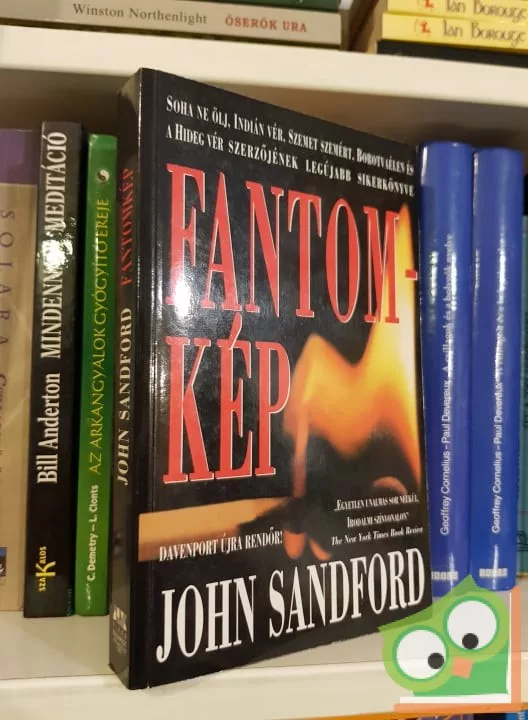 Winston Northenlight ŐSERŐK URA
Ian Borouge
Ian Borouge
SOLARA
Bill Anderton MINDENNAPI MEDITÁCIÓ
SZÁKKLOS
C. Demetry – L. Clonts AZ ARKANGYALOK GYÓGYÍTÓ EREJE
JOHN SANDFORD FANTOMKÉP
SOHA NE ÖLJ, INDIÁN VÉR, SZEMET SZEMÉRT, BOROTVAÉLEN ÉS
A HIDEG VÉR SZERZŐJÉNEK LEGÚJABB SIKERKÖNYVE
FANTOM-
KÉP
„EGYETLEN UNALMAS SOR NÉLKÜL,
IRODALMI SZÍNVONALON”
The New York Times Book Review
DAVENPORT ÚJRA RENDŐR!
JOHN SANDFORD
Geoffrey Cornelius – Paul Devereux
Geoffrey Cornelius – Paul Devereux